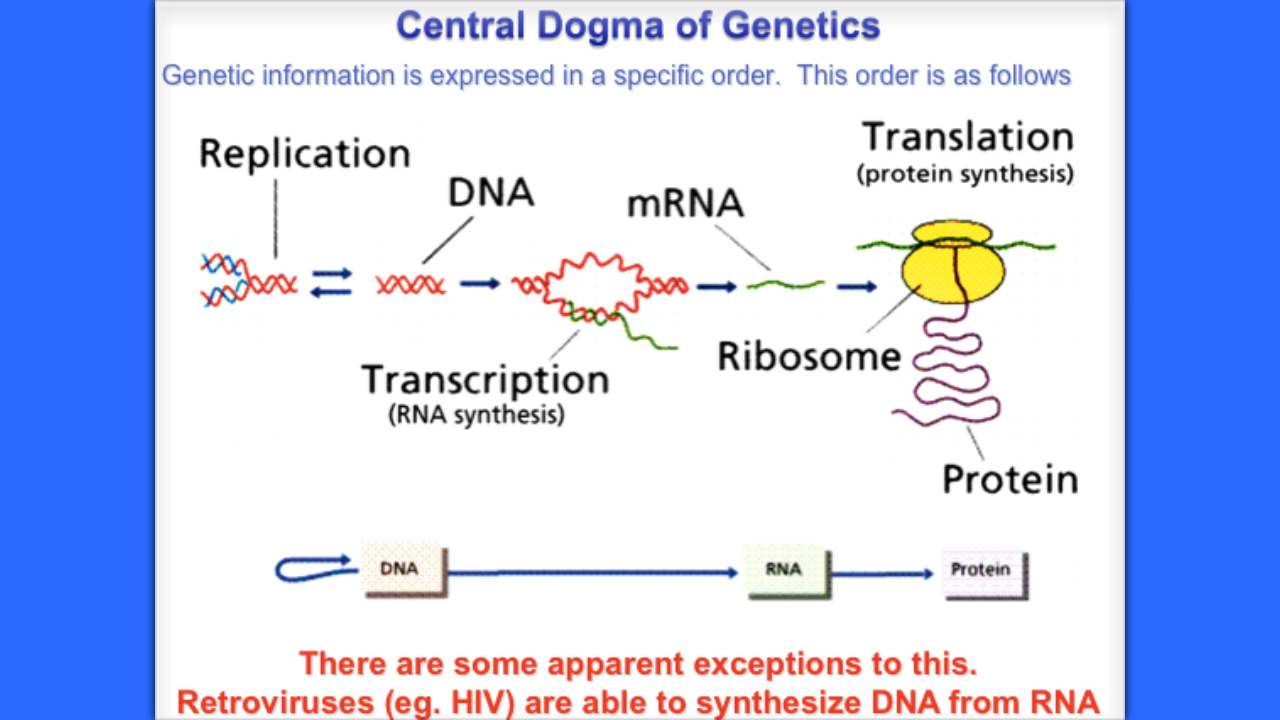 Central Dogma of Genetics
Genetic information is expressed in a specific order.  This order is as follows
Replication
DNA
mRNA
Translation
(protein synthesis)
Transcription
(RNA synthesis)
Ribosome
Protein
DNA
RNA
Protein
There are some apparent exceptions to this.
Retroviruses (eg. HIV) are able to synthesize DNA from RNA